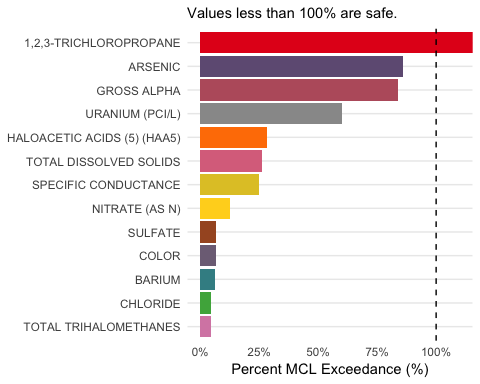 Values less than 100% are safe.
1,2,3-TRICHLOROPROPANE
ARSENIC
GROSS ALPHA
URANIUM (PCI/L)
HALOACETIC ACIDS (5) (HAA5)
TOTAL DISSOLVED SOLIDS
SPECIFIC CONDUCTANCE
NITRATE (AS N)
SULFATE
COLOR
BARIUM
CHLORIDE
TOTAL TRIHALOMETHANES
0% 25% 50% 75% 100%
Percent MCL Exceedance (%)